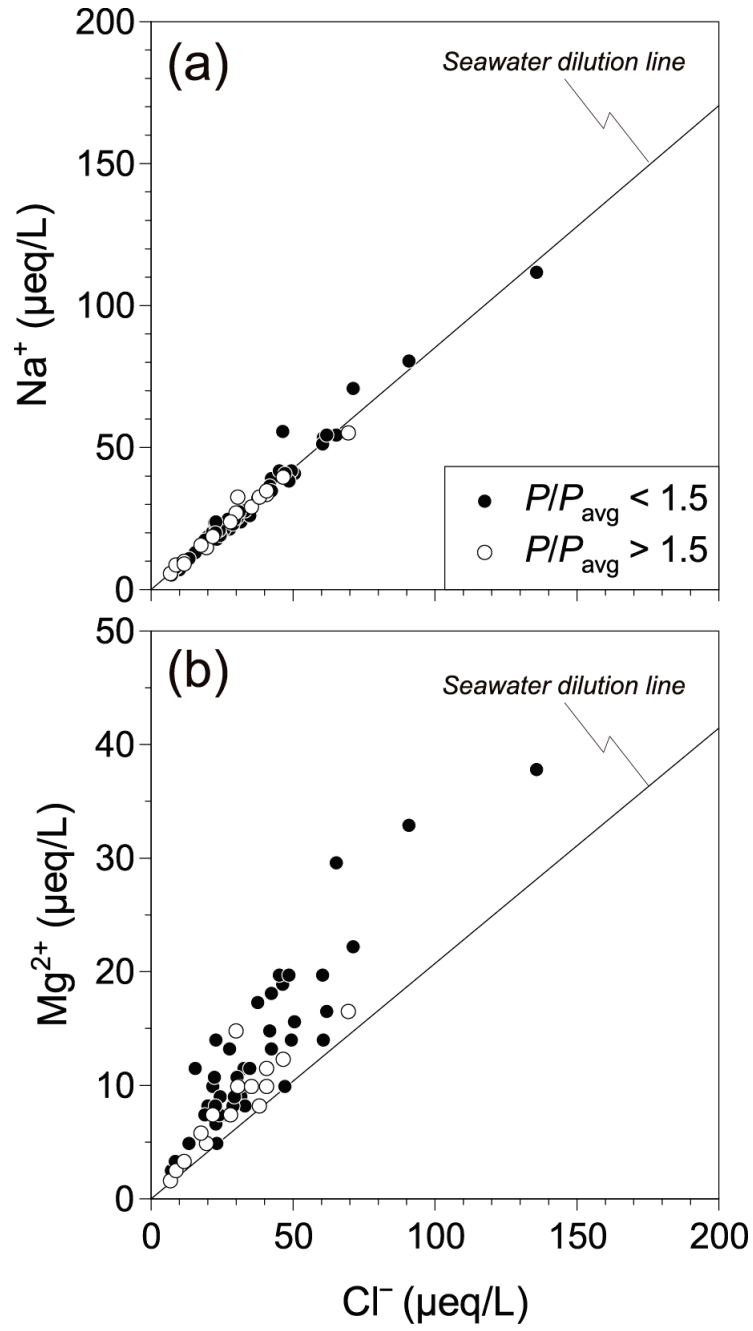 (a)
Seawater dilution line
200
150
100
50
0
Na⁺ (µeq/L)
P/Pavg < 1.5
P/Pavg > 1.5
(b)
Seawater dilution line
50
40
30
20
10
0
Mg²⁺ (µeq/L)
0 50 100 150 200
Cl⁻ (µeq/L)